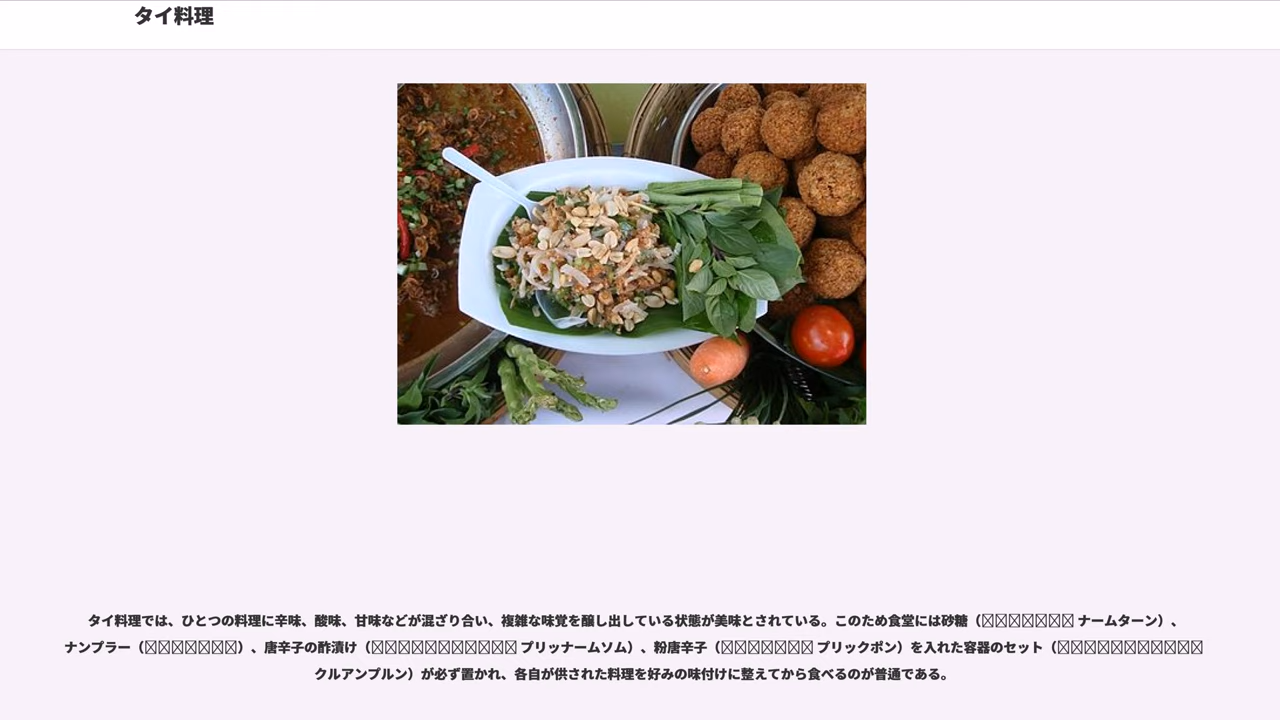 タイ料理
タイ料理では、ひとつの料理に辛味、酸味、甘味などが混ざり合い、複雑な味覚を醸し出している状態が美味とされている。このため食堂には砂糖（ ナームターン）、
ナンプラー（）、唐辛子の酢漬け（ プリッナームソム）、粉唐辛子（ プリックポン）を入れた容器のセット（
クルアンプルン）が必ず置かれ、各自が供された料理を好みの味付けに整えてから食べるのが普通である。